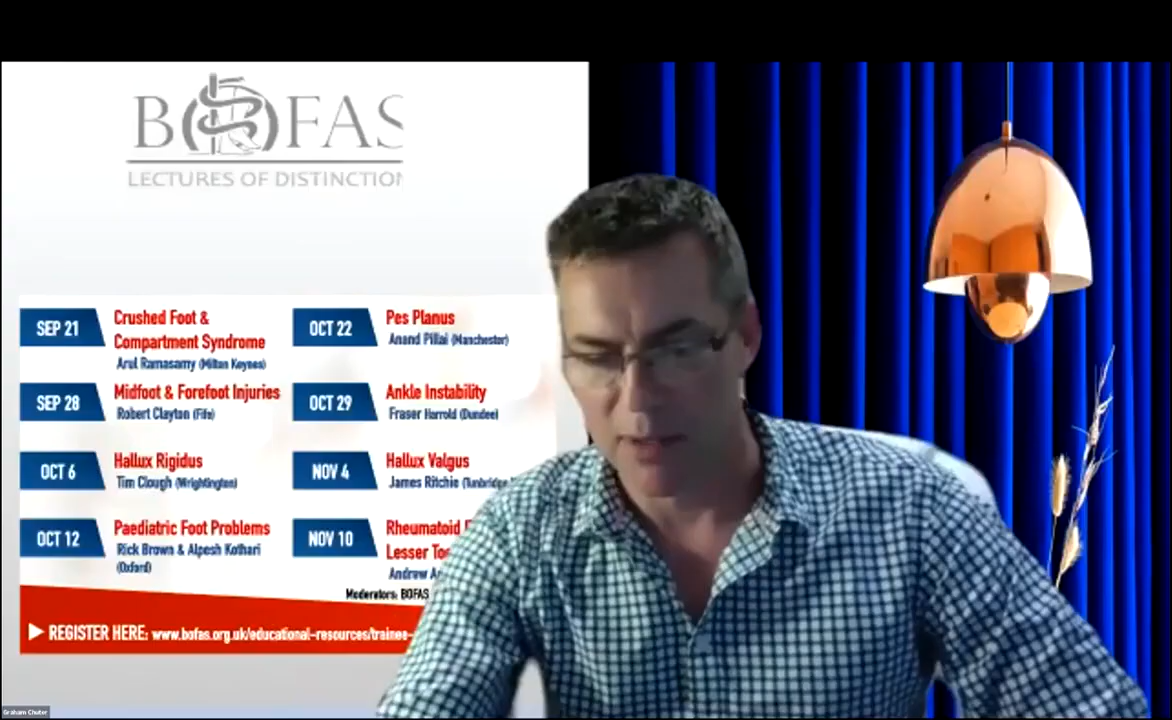 BOFAS
LECTURES OF DISTINCTION
SEP 21
Crushed Foot &
Compartment Syndrome
Arul Ramasamy (Milton Keynes)
SEP 28
Midfoot & Forefoot Injuries
Robert Clayton (Fife)
OCT 6
Hallux Rigidus
Tim Clough (Wrightington)
OCT 12
Paediatric Foot Problems
Rick Brown & Alpesh Kothari
(Oxford)
OCT 22
Pes Planus
Anand Pillai (Manchester)
OCT 29
Ankle Instability
Fraser Harrold (Dundee)
NOV 4
Hallux Valgus
James Ritchie (Tunbridge
NOV 10
Rheumatoid
Lesser
Andrew
Moderators: BOFAS
REGISTER HERE: www.bofas.org.uk/educational-resources/trainee-
Graham Chuter